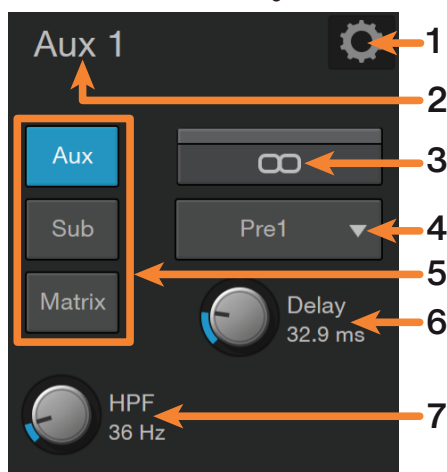 Aux 1
1
2
Aux
3
Sub
Pre1
4
5
Matrix
Delay
32.9 ms
6
HPF
36 Hz
7